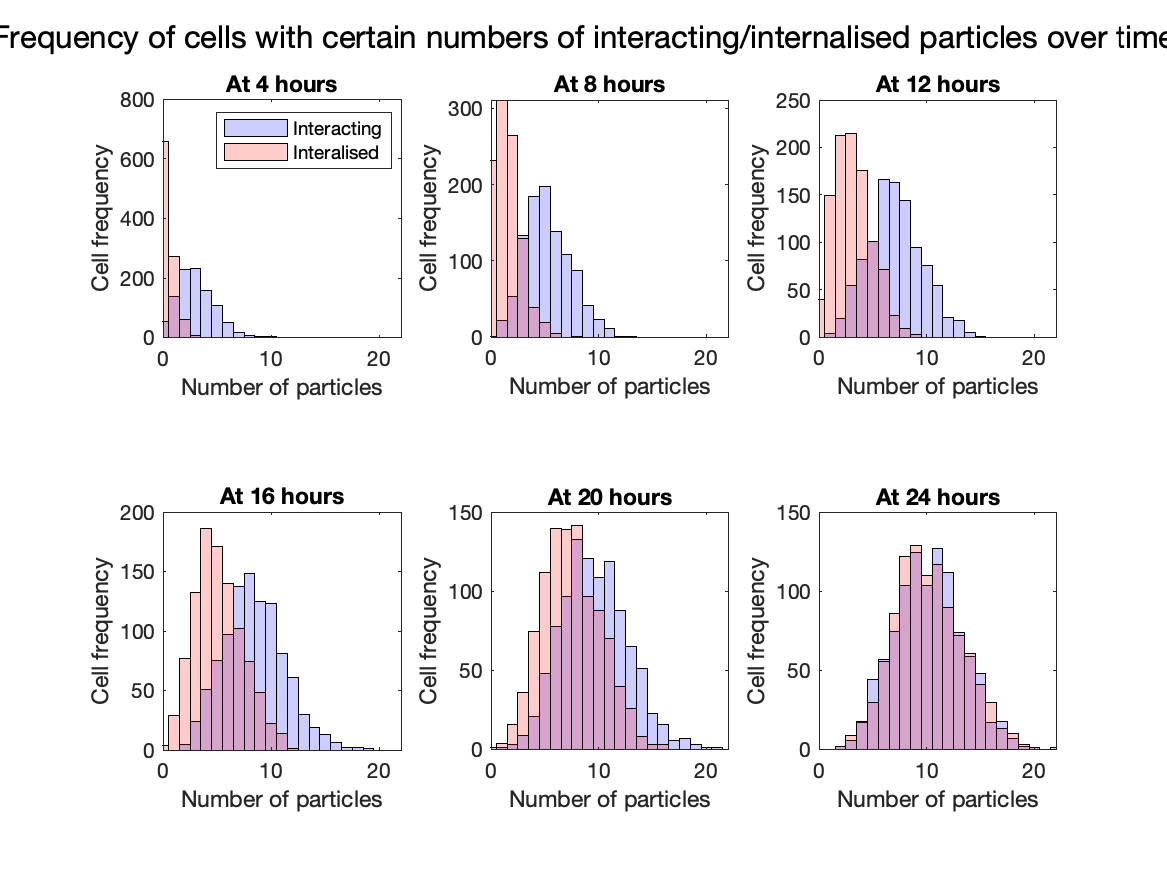 Frequency of cells with certain numbers of interacting/internalised particles over time
At 4 hours
At 8 hours
At 12 hours
800
600
400
200
0
Cell frequency
Interacting
Interalised
0 10 20
Number of particles
300
200
100
0
Cell frequency
0 10 20
Number of particles
250
200
150
100
50
0
Cell frequency
0 10 20
Number of particles
At 16 hours
At 20 hours
At 24 hours
200
150
100
50
0
Cell frequency
0 10 20
Number of particles
150
100
50
0
Cell frequency
0 10 20
Number of particles
150
100
50
0
Cell frequency
0 10 20
Number of particles